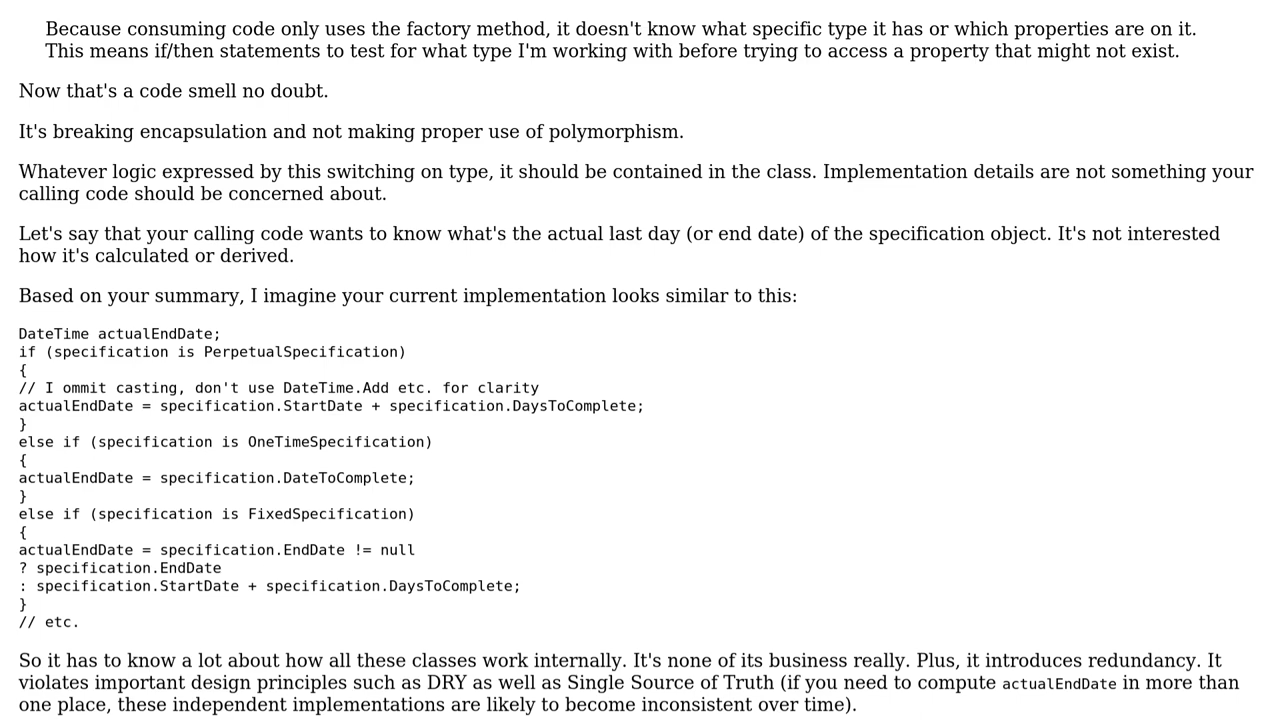 Because consuming code only uses the factory method, it doesn't know what specific type it has or which properties are on it.
This means if/then statements to test for what type I'm working with before trying to access a property that might not exist.
Now that's a code smell no doubt.
It's breaking encapsulation and not making proper use of polymorphism.
Whatever logic expressed by this switching on type, it should be contained in the class. Implementation details are not something your
calling code should be concerned about.
Let's say that your calling code wants to know what's the actual last day (or end date) of the specification object. It's not interested
how it's calculated or derived.
Based on your summary, I imagine your current implementation looks similar to this:
DateTime actualEndDate;
if (specification is PerpetualSpecification)
{
// I ommit casting, don't use DateTime.Add etc. for clarity
actualEndDate = specification.StartDate + specification.DaysToComplete;
}
else if (specification is OneTimeSpecification)
{
actualEndDate = specification.DateToComplete;
}
else if (specification is FixedSpecification)
{
actualEndDate = specification.EndDate != null
? specification.EndDate
: specification.StartDate + specification.DaysToComplete;
}
// etc.
So it has to know a lot about how all these classes work internally. It's none of its business really. Plus, it introduces redundancy. It
violates important design principles such as DRY as well as Single Source of Truth (if you need to compute actualEndDate in more than
one place, these independent implementations are likely to become inconsistent over time).